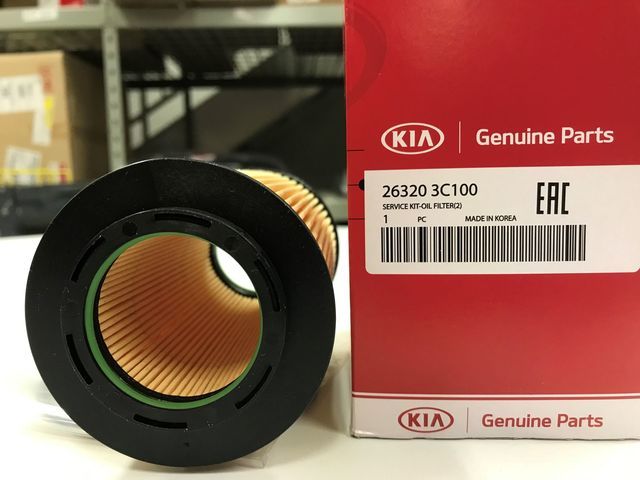 KIA Genuine Parts
26320 3C100
SERVICE KIT-OIL FILTER(2)
1 PC MADE IN KOREA
EAC
KIA Genuine Parts